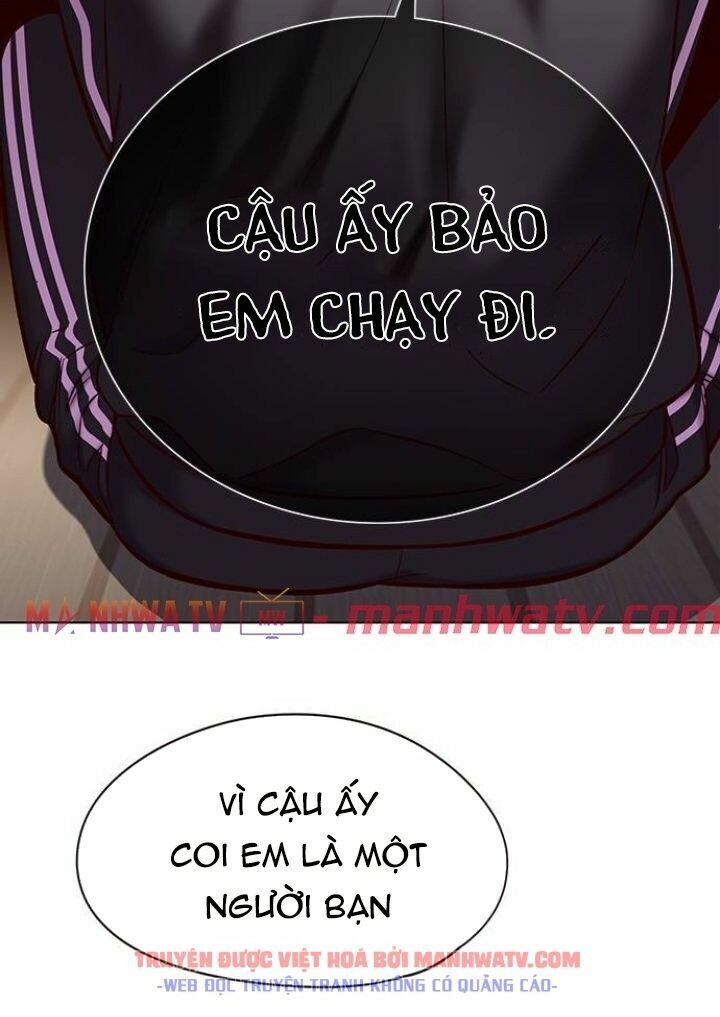 CẬU ẤY BẢO
EM CHẠY ĐI.
MANHWA TV MW manhwatv.com
VÌ CẬU ẤY
COI EM LÀ MỘT
NGƯỜI BẠN
TRUYỆN ĐƯỢC VIỆT HOÁ BỞI MANHWATV.COM
-WEB ĐỌC TRUYỆN TRANH KHÔNG CÓ QUẢNG CÁO-